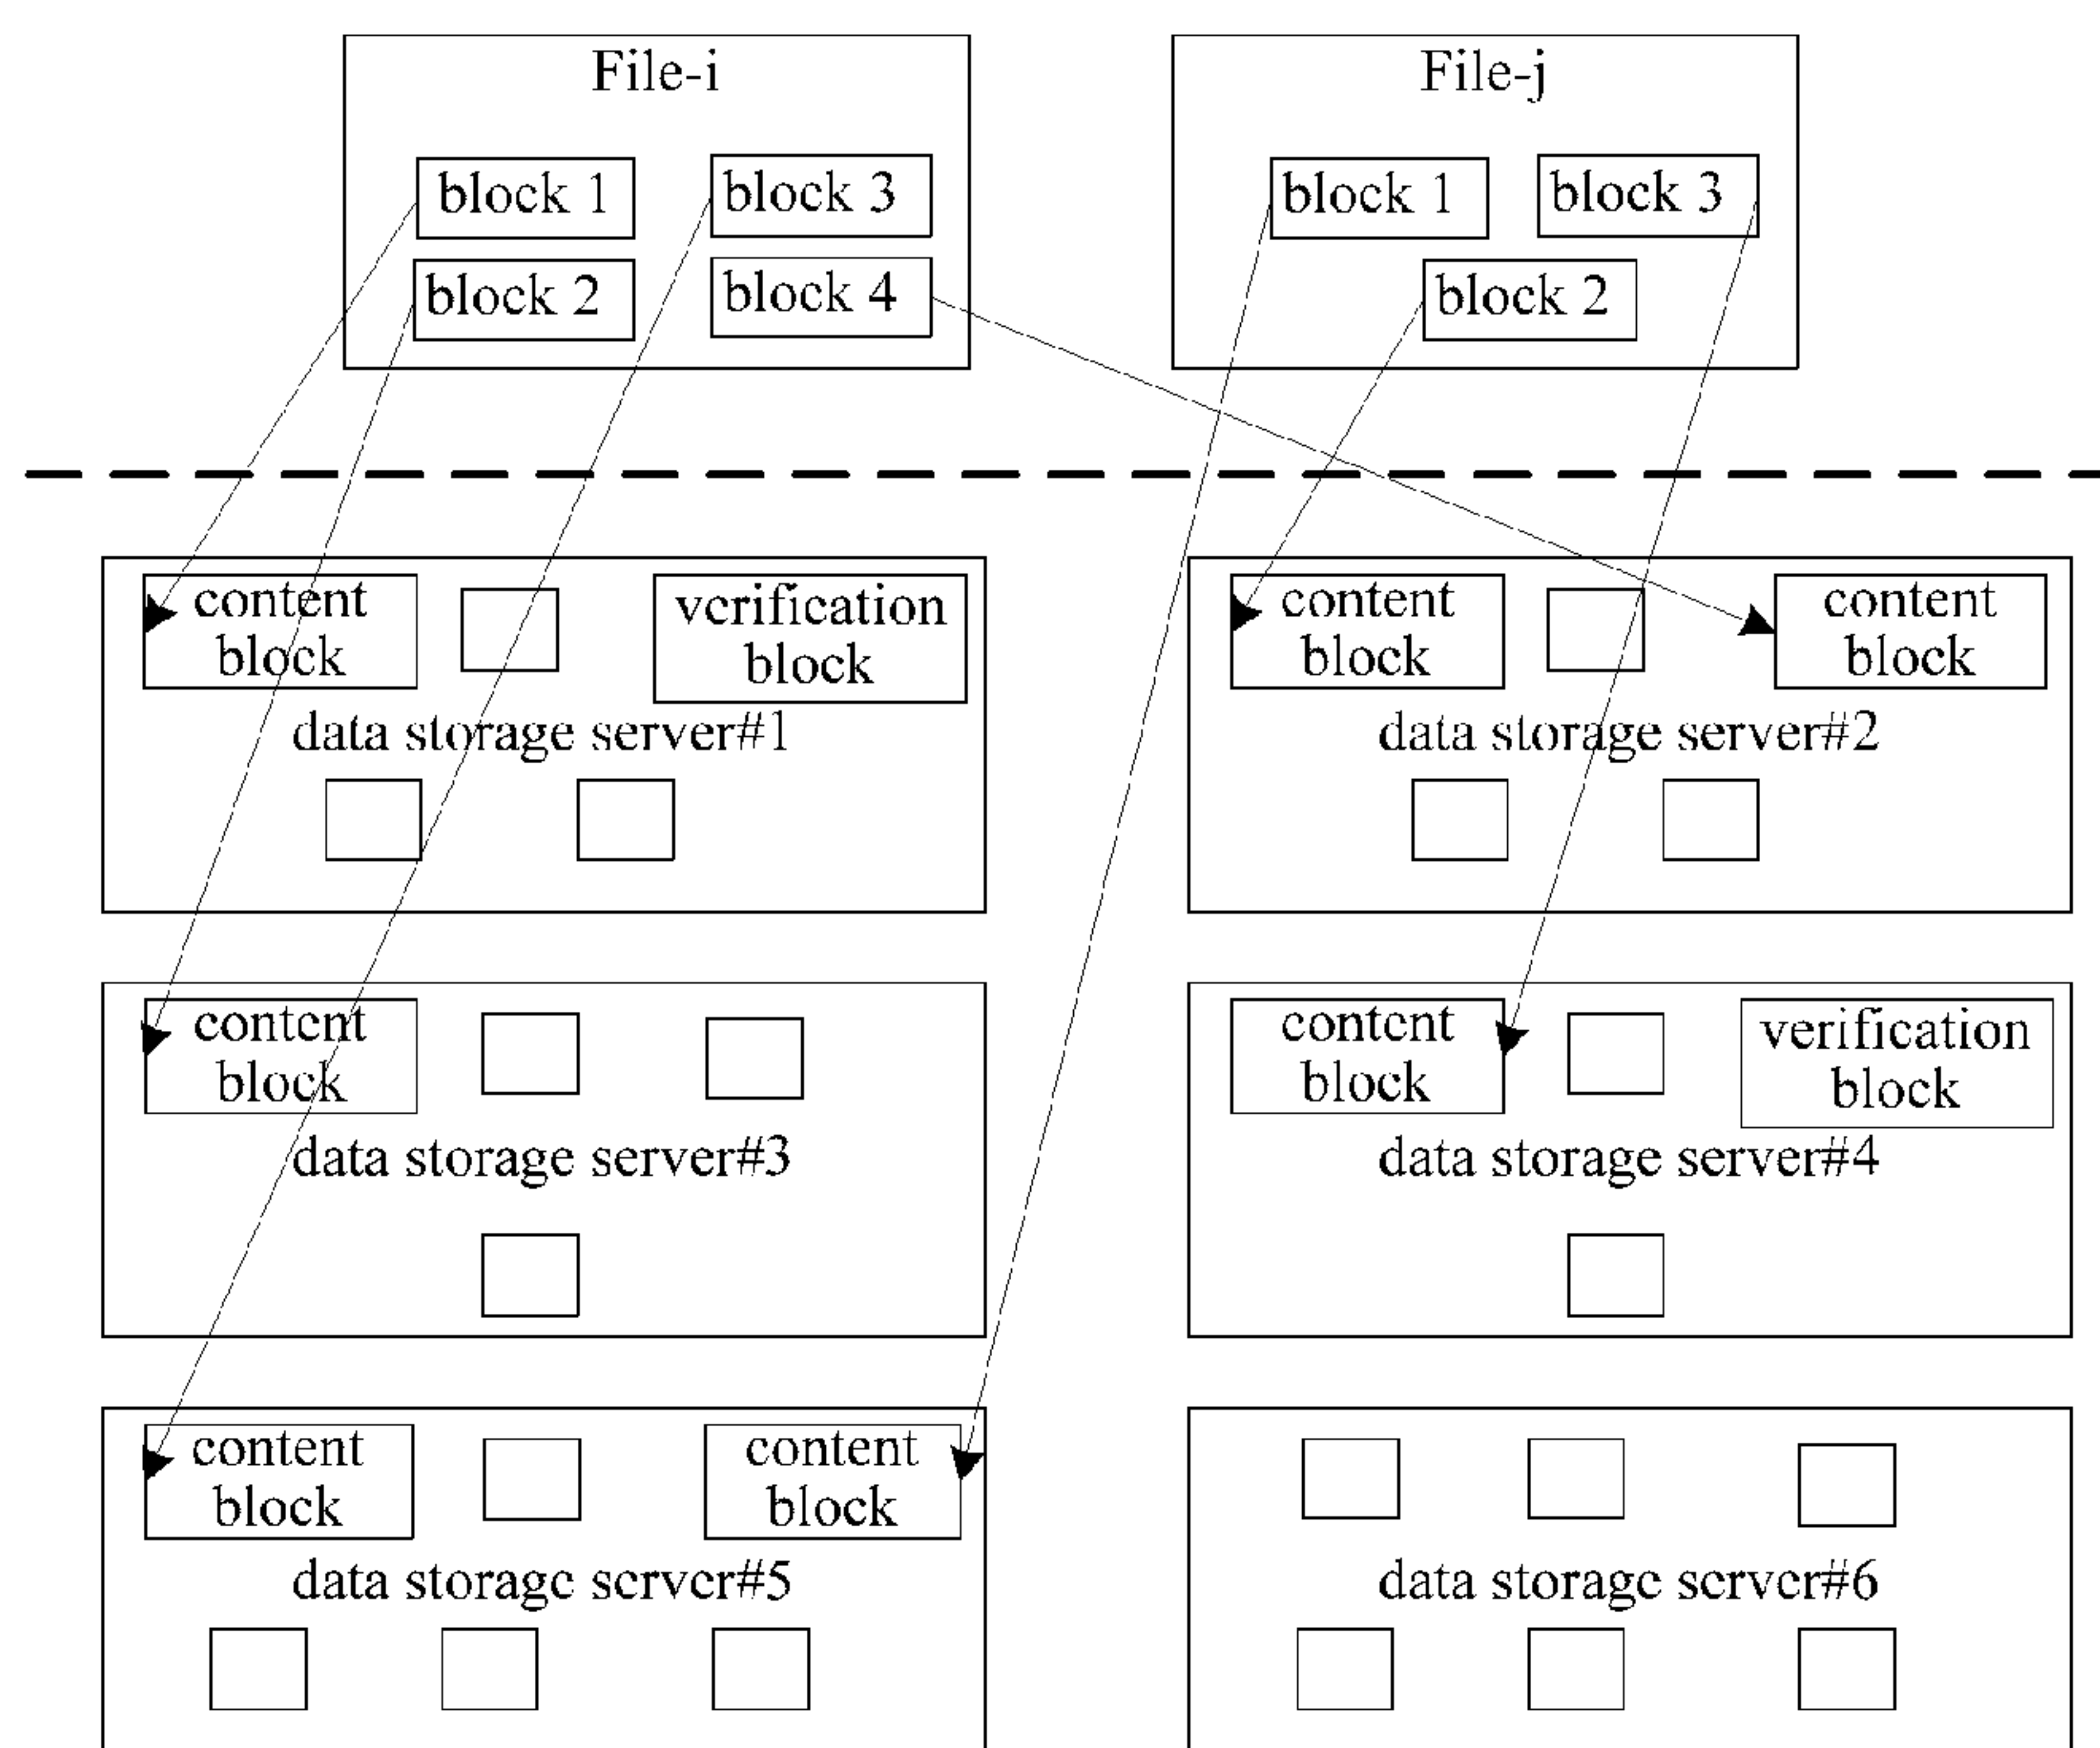 File-i
block 1
block 3
block 2
block 4
File-j
block 1
block 3
block 2
content
block
verification
block
data storage server#1
content
block
content
block
data storage server#2
content
block
data storage server#3
content
block
verification
block
data storage server#4
content
block
content
block
data storage server#5
data storage server#6